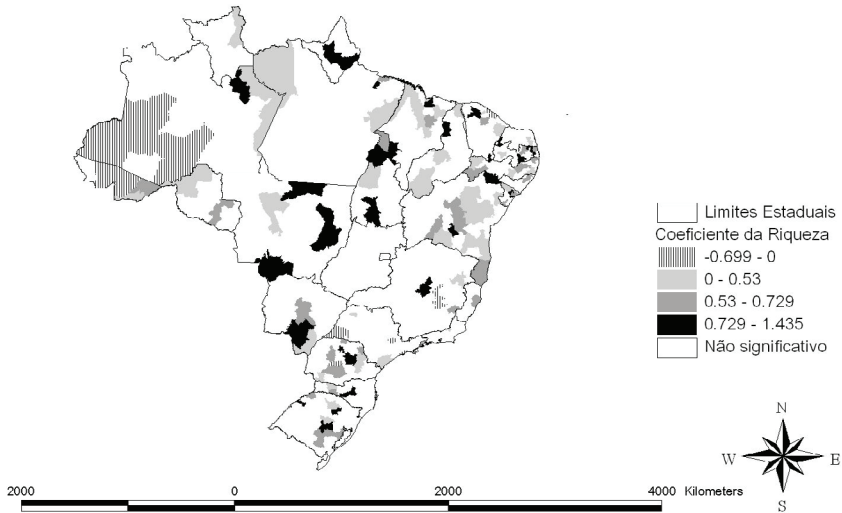 Limites Estaduais
Coeficiente da Riqueza
-0.699 - 0
0 - 0.53
0.53 - 0.729
0.729 - 1.435
Não significativo
N
W E
S
2000 0 2000 4000 Kilometers